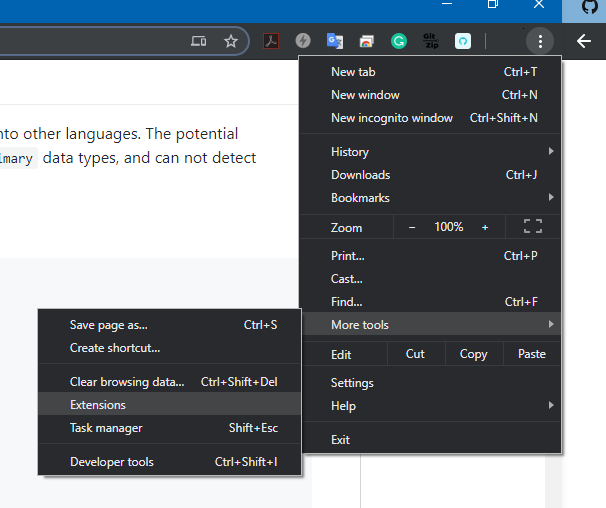 Git
Zip
nto other languages. The potential
imary data types, and can not detect
New tab Ctrl+T
New window Ctrl+N
New incognito window Ctrl+Shift+N
History
Downloads Ctrl+J
Bookmarks
Zoom − 100% +
Print... Ctrl+P
Cast...
Find... Ctrl+F
More tools
Edit Cut Copy Paste
Settings
Help
Exit
Save page as... Ctrl+S
Create shortcut...
Clear browsing data... Ctrl+Shift+Del
Extensions
Task manager Shift+Esc
Developer tools Ctrl+Shift+I